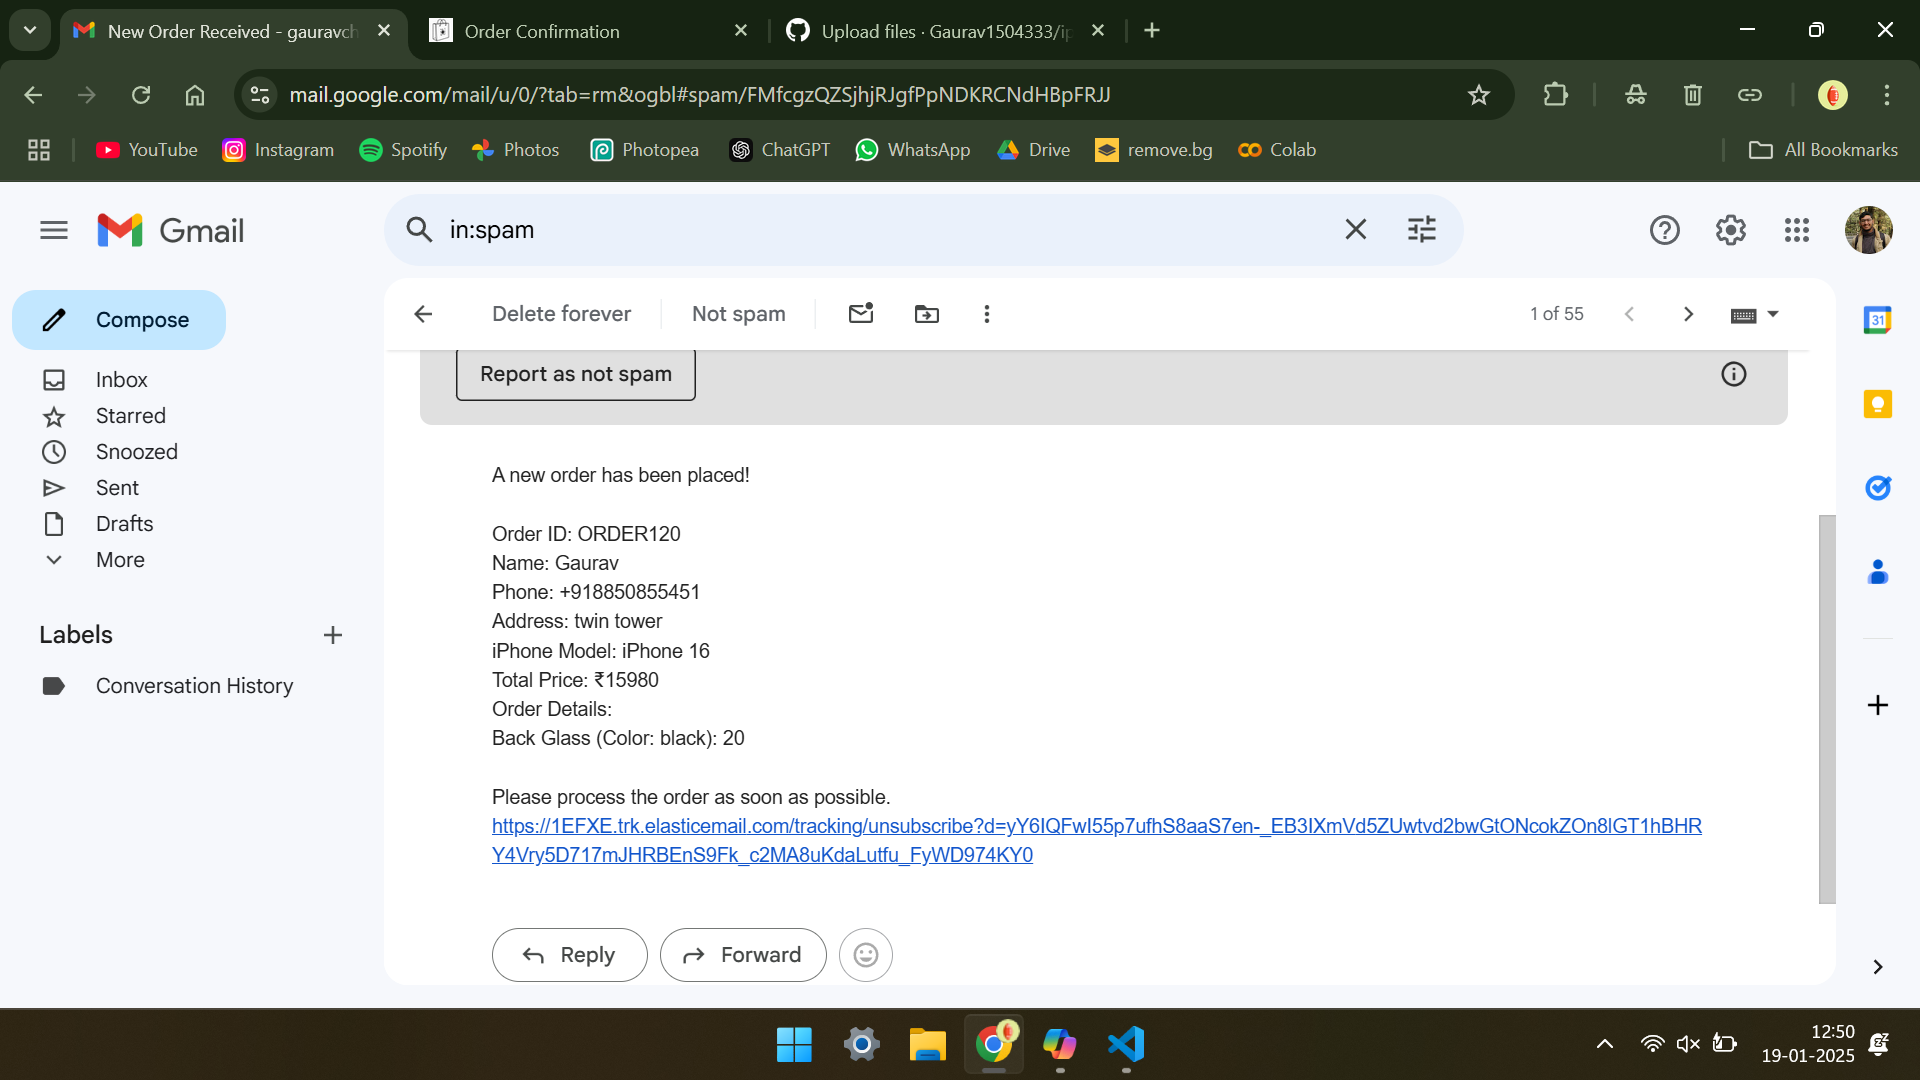 New Order Received - gauravch
Order Confirmation
Upload files · Gaurav1504333/ip
mail.google.com/mail/u/0/?tab=rm&ogbl#spam/FMfcgzQZSjhjRJgfPpNDKRCNdHBpFRJJ
YouTube
Instagram
Spotify
Photos
Photopea
ChatGPT
WhatsApp
Drive
remove.bg
Colab
All Bookmarks
Gmail
in:spam
Compose
Inbox
Starred
Snoozed
Sent
Drafts
More
Labels
Conversation History
Delete forever
Not spam
1 of 55
Report as not spam
A new order has been placed!
Order ID: ORDER120
Name: Gaurav
Phone: +918850855451
Address: twin tower
iPhone Model: iPhone 16
Total Price: ₹15980
Order Details:
Back Glass (Color: black): 20
Please process the order as soon as possible.
https://1EFXE.trk.elasticemail.com/tracking/unsubscribe?d=yY6IQFwI55p7ufhS8aaS7en-_EB3IXmVd5ZUwtvd2bwGtONcokZOn8lGT1hBHR
Y4Vry5D717mJHRBEnS9Fk_c2MA8uKdaLutfu_FyWD974KY0
Reply
Forward
31
12:50
19-01-2025